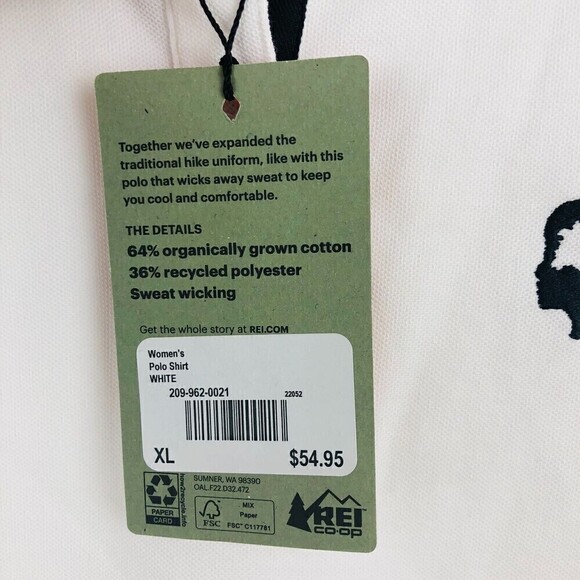 Together we've expanded the
traditional hike uniform, like with this
polo that wicks away sweat to keep
you cool and comfortable.
THE DETAILS
64% organically grown cotton
36% recycled polyester
Sweat wicking
Get the whole story at REI.COM
Women's
Polo Shirt
WHITE
209-962-0021
22052
XL
$54.95
SUMNER, WA 98390
OAL.F22.D32.472
PAPER
CARD
how2recycle.info
FSC
MIX
Paper
FSC® C117761
REI
co·op